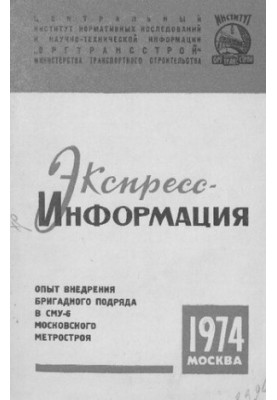 ЦЕНТРАЛЬНЫЙ
ИНСТИТУТ НОРМАТИВНЫХ ИССЛЕДОВАНИЙ
И НАУЧНО-ТЕХНИЧЕСКОЙ ИНФОРМАЦИИ
„ОРГТРАНССТРОЙ“
МИНИСТЕРСТВА ТРАНСПОРТНОГО СТРОИТЕЛЬСТВА
ИНСТИТУТ
Экспресс-
ИНФОРМАЦИЯ
ОПЫТ ВНЕДРЕНИЯ
БРИГАДНОГО ПОДРЯДА
В СМУ-6
МОСКОВСКОГО
МЕТРОСТРОЯ
1974
МОСКВА